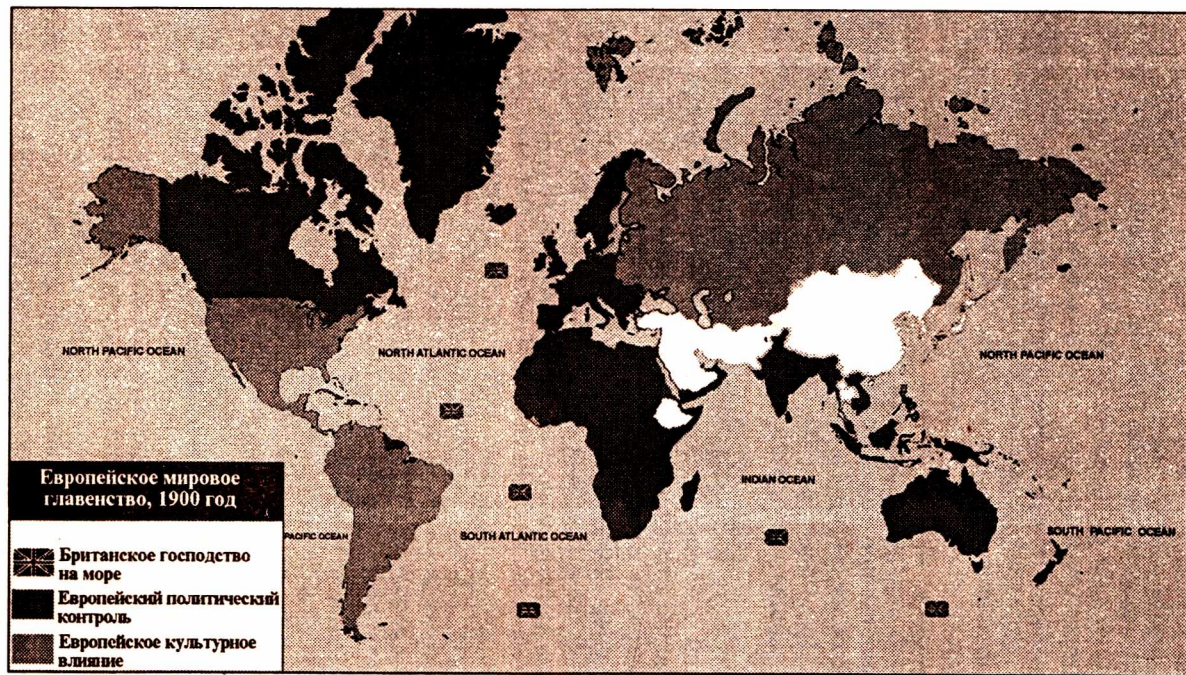 NORTH PACIFIC OCEAN
NORTH ATLANTIC OCEAN
NORTH PACIFIC OCEAN
INDIAN OCEAN
PACIFIC OCEAN
SOUTH ATLANTIC OCEAN
SOUTH PACIFIC OCEAN
Европейское мировое
главенство, 1900 год
Британское господство
на море
Европейский политический
контроль
Европейское культурное
влияние